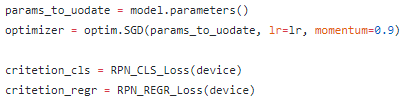 params_to_uodate = model.parameters()
optimizer = optim.SGD(params_to_uodate, lr=lr, momentum=0.9)
critetion_cls = RPN_CLS_Loss(device)
critetion_regr = RPN_REGR_Loss(device)